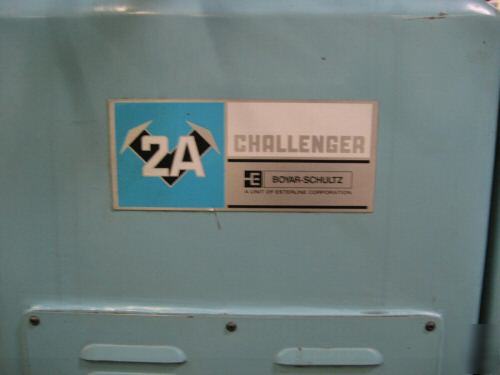 2A
CHALLENGER
E BOYAR-SCHULTZ
A UNIT OF ESTERLINE CORPORATION